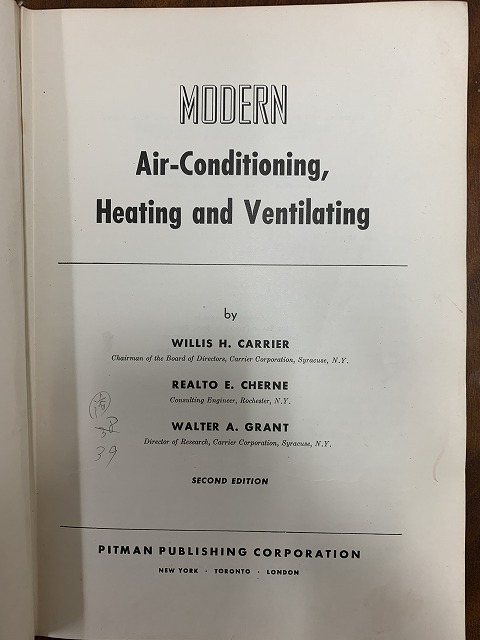 MODERN
Air-Conditioning,
Heating and Ventilating
by
WILLIS H. CARRIER
Chairman of the Board of Directors, Carrier Corporation, Syracuse, N.Y.
REALTO E. CHERNE
Consulting Engineer, Rochester, N.Y.
WALTER A. GRANT
Director of Research, Carrier Corporation, Syracuse, N.Y.
38
39
SECOND EDITION
PITMAN PUBLISHING CORPORATION
NEW YORK · TORONTO · LONDON